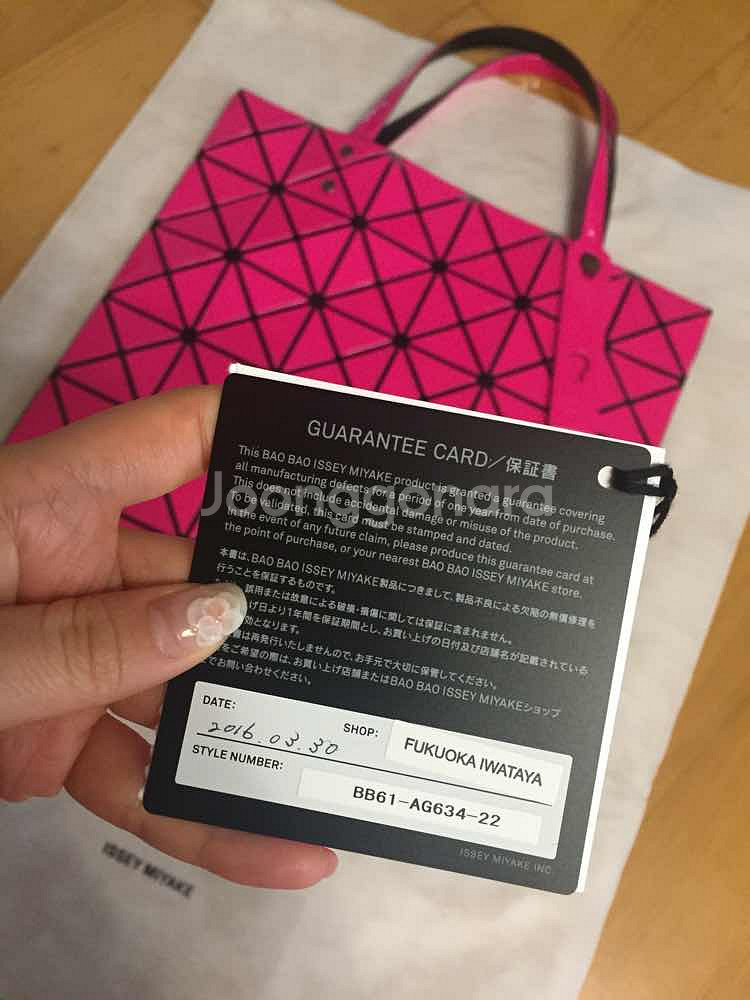 GUARANTEE CARD／保証書
This BAO BAO ISSEY MIYAKE product is granted a guarantee covering
all manufacturing defects for a period of one year from date of purchase.
This does not include accidental damage or misuse of the product.
To be validated, this card must be stamped and dated.
In the event of any future claim, please produce this guarantee card at
the point of purchase, or your nearest BAO BAO ISSEY MIYAKE store.
本書は、BAO BAO ISSEY MIYAKE製品につきまして、製品不良による欠陥の無償修理を
行うことを保証するものです。
誤用または故意による破損・損傷に関しては保証に含まれません。
げ日より1年間を保証期間とし、お買い上げの日付及び店舗名が記載されている
効となります。
書は再発行いたしませんので、お手元で大切に保管してください。
をご希望の際は、お買い上げ店舗またはBAO BAO ISSEY MIYAKEショップ
でお問い合わせください。
Joonggonara
DATE: 2016.03.30 SHOP: FUKUOKA IWATAYA
STYLE NUMBER: BB61-AG634-22
ISSEY MIYAKE INC.
ISSEY MIYAKE